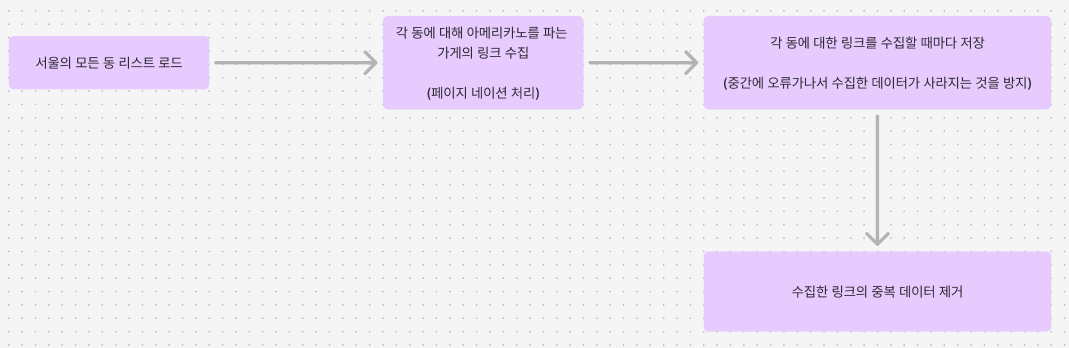 서울의 모든 동 리스트 로드
각 동에 대해 아메리카노를 파는
가게의 링크 수집
(페이지 네이션 처리)
각 동에 대한 링크를 수집할 때마다 저장
(중간에 오류가나서 수집한 데이터가 사라지는 것을 방지)
수집한 링크의 중복 데이터 제거